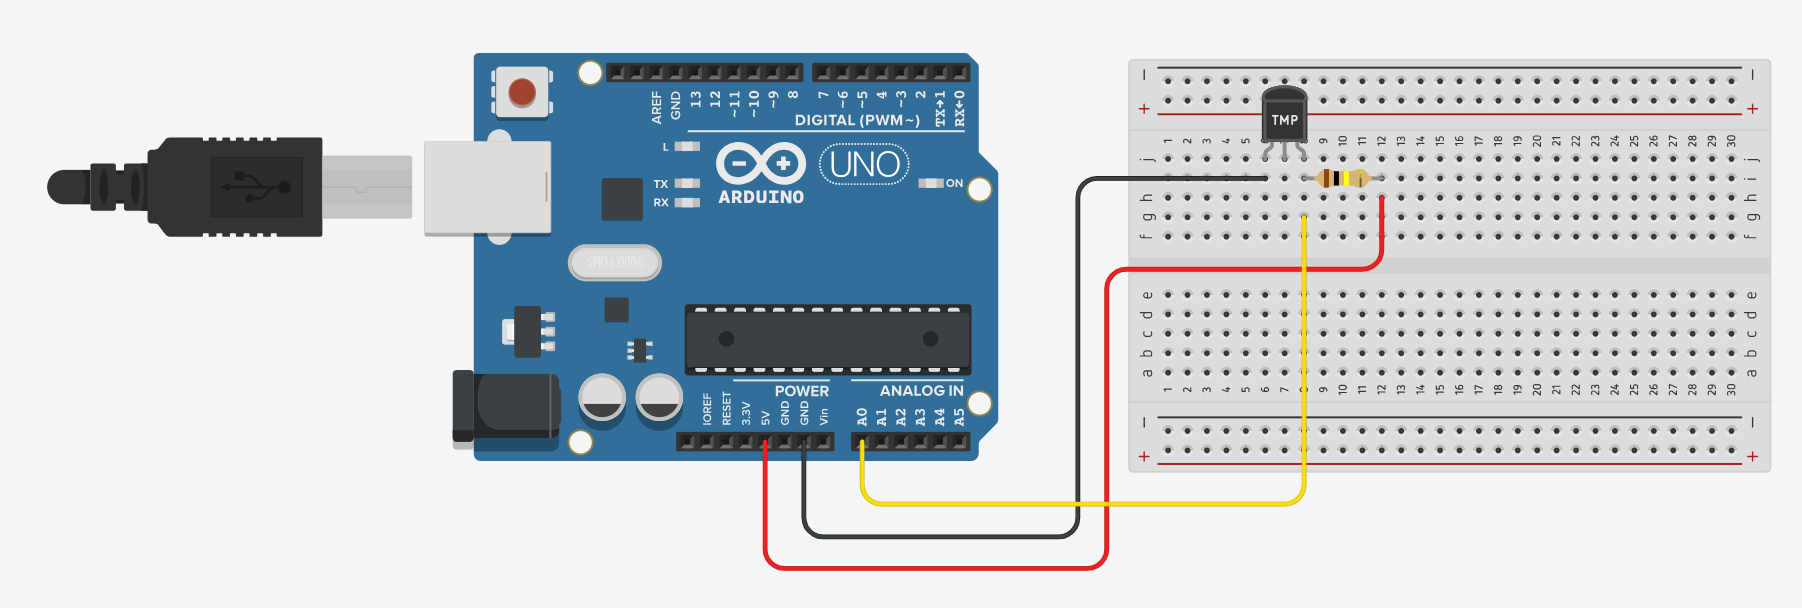 AREF GND 13 12 ~11 ~10 ~9 8 7 ~6 ~5 4 ~3 2 TX→1 RX←0
DIGITAL (PWM~)
L
TX
RX
UNO
ON
ARDUINO
SPK16.000G
POWER ANALOG IN
IOREF RESET 3.3V 5V GND GND Vin A0 A1 A2 A3 A4 A5
− −
+ +
TMP
1 2 3 4 5 6 7 8 9 10 11 12 13 14 15 16 17 18 19 20 21 22 23 24 25 26 27 28 29 30
j j
i i
h h
g g
f f
e e
d d
c c
b b
a a
1 2 3 4 5 6 7 8 9 10 11 12 13 14 15 16 17 18 19 20 21 22 23 24 25 26 27 28 29 30
− −
+ +